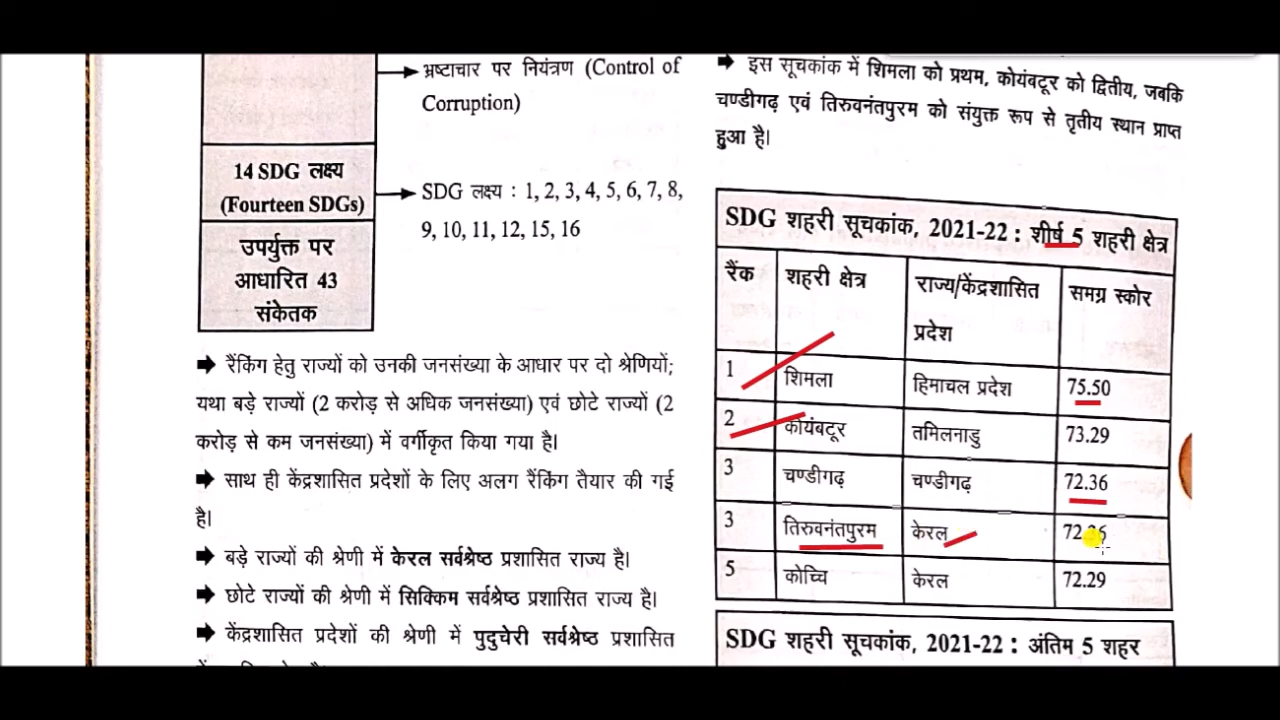 भ्रष्टाचार पर नियंत्रण (Control of
Corruption)
14 SDG लक्ष्य
(Fourteen SDGs)
SDG लक्ष्य : 1, 2, 3, 4, 5, 6, 7, 8,
9, 10, 11, 12, 15, 16
उपर्युक्त पर
आधारित 43
संकेतक
➔ रैंकिंग हेतु राज्यों को उनकी जनसंख्या के आधार पर दो श्रेणियों;
यथा बड़े राज्यों (2 करोड़ से अधिक जनसंख्या) एवं छोटे राज्यों (2
करोड़ से कम जनसंख्या) में वर्गीकृत किया गया है।
➔ साथ ही केंद्रशासित प्रदेशों के लिए अलग रैंकिंग तैयार की गई
है।
➔ बड़े राज्यों की श्रेणी में केरल सर्वश्रेष्ठ प्रशासित राज्य है।
➔ छोटे राज्यों की श्रेणी में सिक्किम सर्वश्रेष्ठ प्रशासित राज्य है।
➔ केंद्रशासित प्रदेशों की श्रेणी में पुदुचेरी सर्वश्रेष्ठ प्रशासित
➔ इस सूचकांक में शिमला को प्रथम, कोयंबटूर को द्वितीय, जबकि
चण्डीगढ़ एवं तिरुवनंतपुरम को संयुक्त रूप से तृतीय स्थान प्राप्त
हुआ है।
SDG शहरी सूचकांक, 2021-22 : शीर्ष 5 शहरी क्षेत्र
रैंक शहरी क्षेत्र राज्य/केंद्रशासित प्रदेश समग्र स्कोर
1 शिमला हिमाचल प्रदेश 75.50
2 कोयंबटूर तमिलनाडु 73.29
3 चण्डीगढ़ चण्डीगढ़ 72.36
3 तिरुवनंतपुरम केरल 72.36
5 कोच्चि केरल 72.29
SDG शहरी सूचकांक, 2021-22 : अंतिम 5 शहर